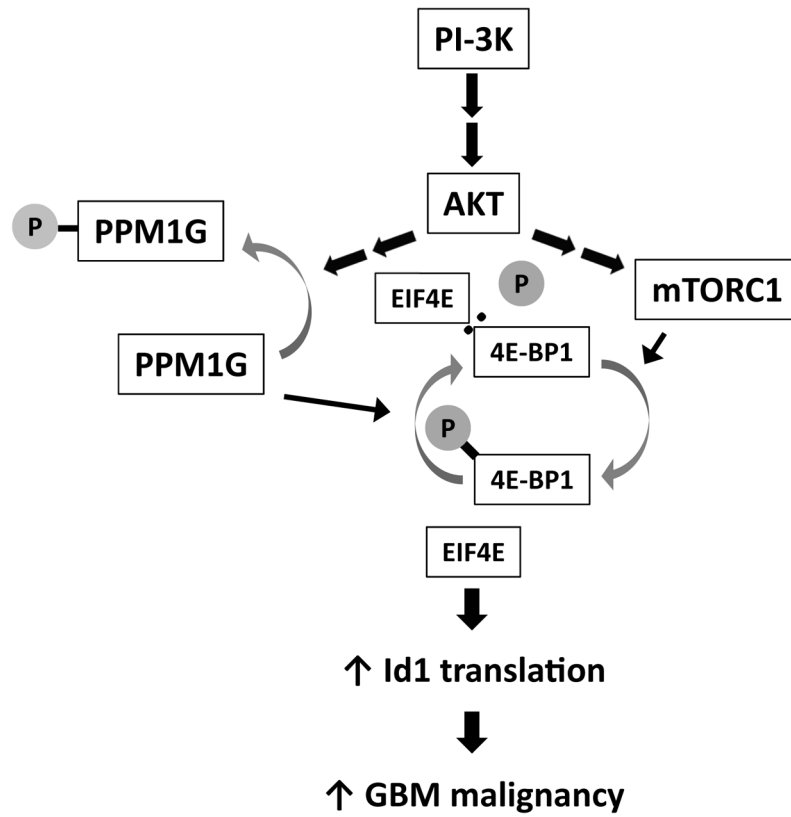 PI-3K
AKT
P
PPM1G
P
EIF4E
mTORC1
4E-BP1
PPM1G
P
4E-BP1
EIF4E
↑ Id1 translation
↑ GBM malignancy